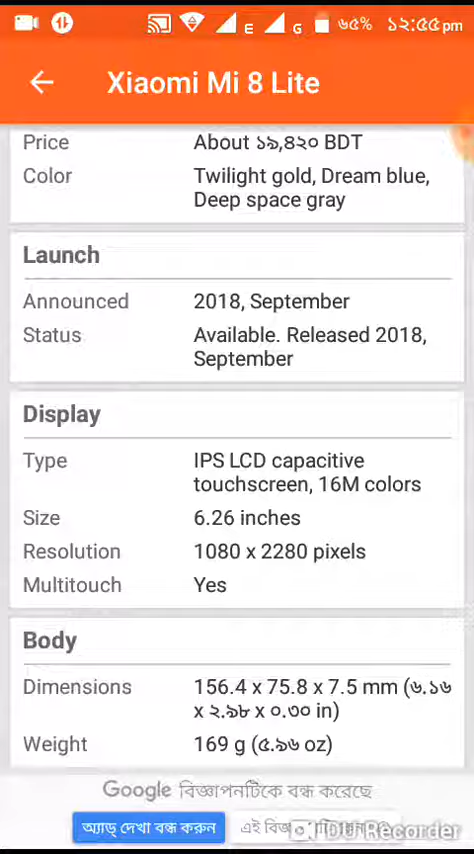 E G ৬৫% ১২:৫৫ pm
Xiaomi Mi 8 Lite
Price About ১৯,৪২০ BDT
Color Twilight gold, Dream blue,
Deep space gray
Launch
Announced 2018, September
Status Available. Released 2018,
September
Display
Type IPS LCD capacitive
touchscreen, 16M colors
Size 6.26 inches
Resolution 1080 x 2280 pixels
Multitouch Yes
Body
Dimensions 156.4 x 75.8 x 7.5 mm (৬.১৬
x ২.৯৮ x ০.৩০ in)
Weight 169 g (৫.৯৬ oz)
Google বিজ্ঞাপনটিকে বন্ধ করেছে
অ্যাড্ দেখা বন্ধ করুন এই
DU Recorder